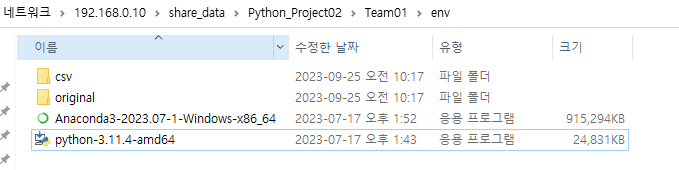 네트워크 > 192.168.0.10 > share_data > Python_Project02 > Team01 > env
이름 수정한 날짜 유형 크기
csv 2023-09-25 오전 10:17 파일 폴더
original 2023-09-25 오전 10:17 파일 폴더
Anaconda3-2023.07-1-Windows-x86_64 2023-07-17 오후 1:52 응용 프로그램 915,294KB
python-3.11.4-amd64 2023-07-17 오후 1:43 응용 프로그램 24,831KB